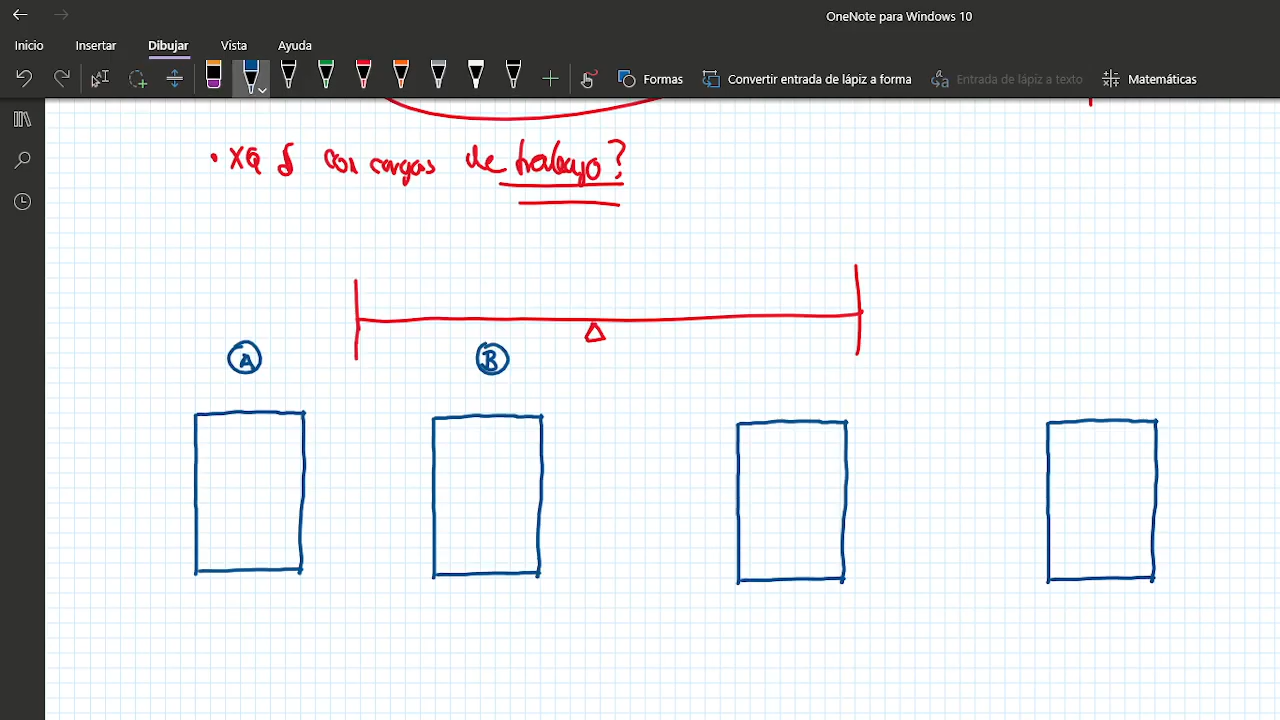 OneNote para Windows 10
Inicio Insertar Dibujar Vista Ayuda
Formas Convertir entrada de lápiz a forma Entrada de lápiz a texto Matemáticas
• XQ con cargas de trabajo?
A B